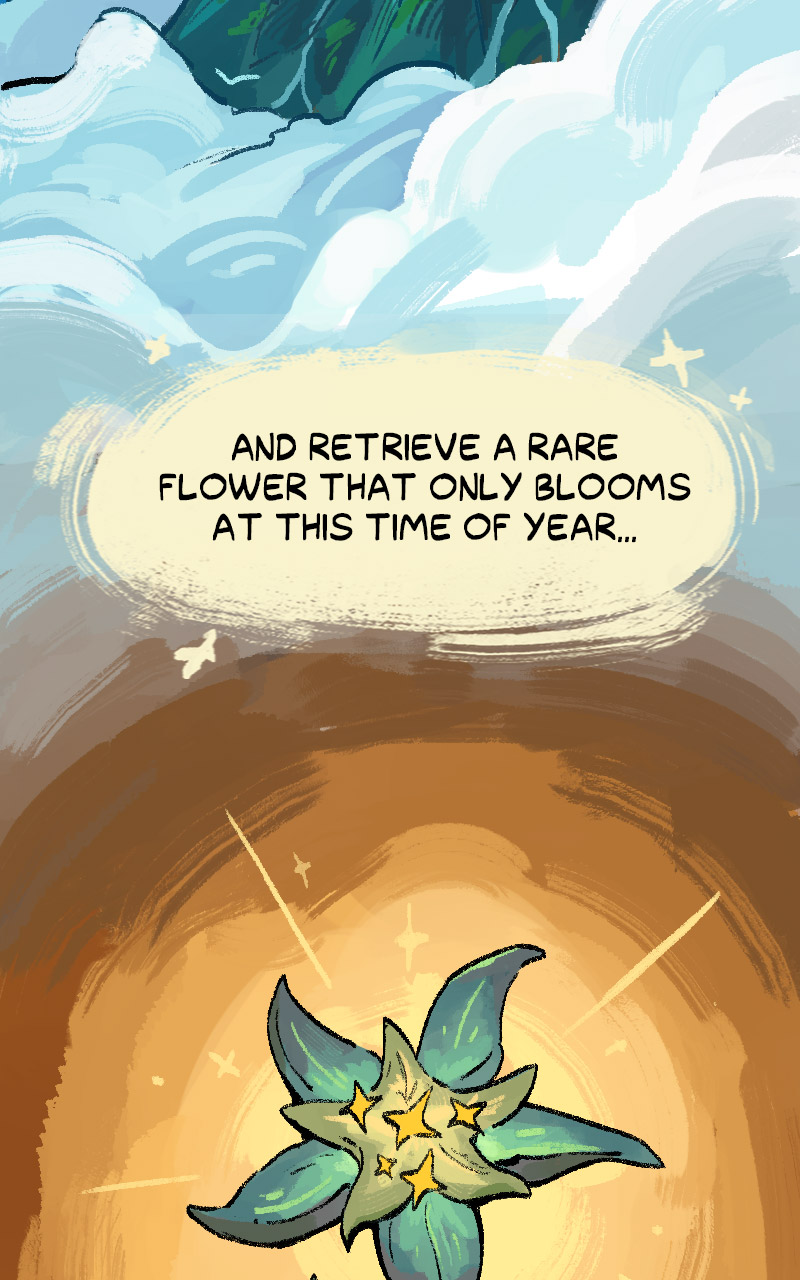 AND RETRIEVE A RARE
FLOWER THAT ONLY BLOOMS
AT THIS TIME OF YEAR...